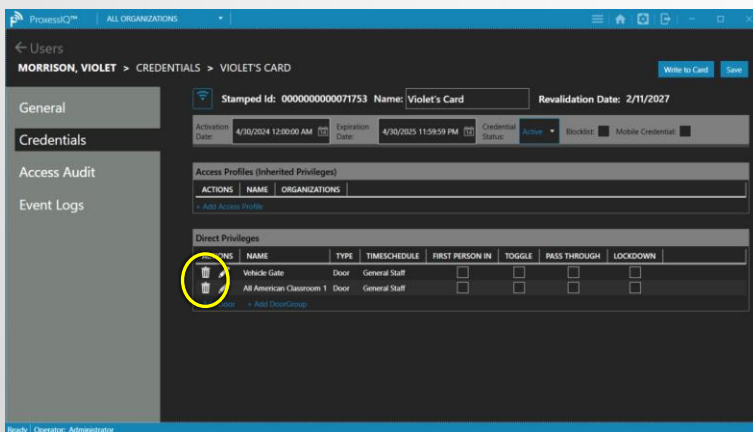 ProxessIQ™ ALL ORGANIZATIONS
Users
MORRISON, VIOLET > CREDENTIALS > VIOLET'S CARD
Write to Card Save
General
Credentials
Access Audit
Event Logs
Stamped Id: 0000000000071753 Name: Violet's Card Revalidation Date: 2/11/2027
Activation Date: 4/30/2024 12:00:00 AM Expiration Date: 4/30/2025 11:59:59 PM Credential Status: Active Blocklist: Mobile Credential:
Access Profiles (Inherited Privileges)
ACTIONS NAME ORGANIZATIONS
+ Add Access Profile
Direct Privileges
ACTIONS NAME TYPE TIMESCHEDULE FIRST PERSON IN TOGGLE PASS THROUGH LOCKDOWN
Vehicle Gate Door General Staff
All American Classroom 1 Door General Staff
Door + Add DoorGroup
Ready Operator: Administrator